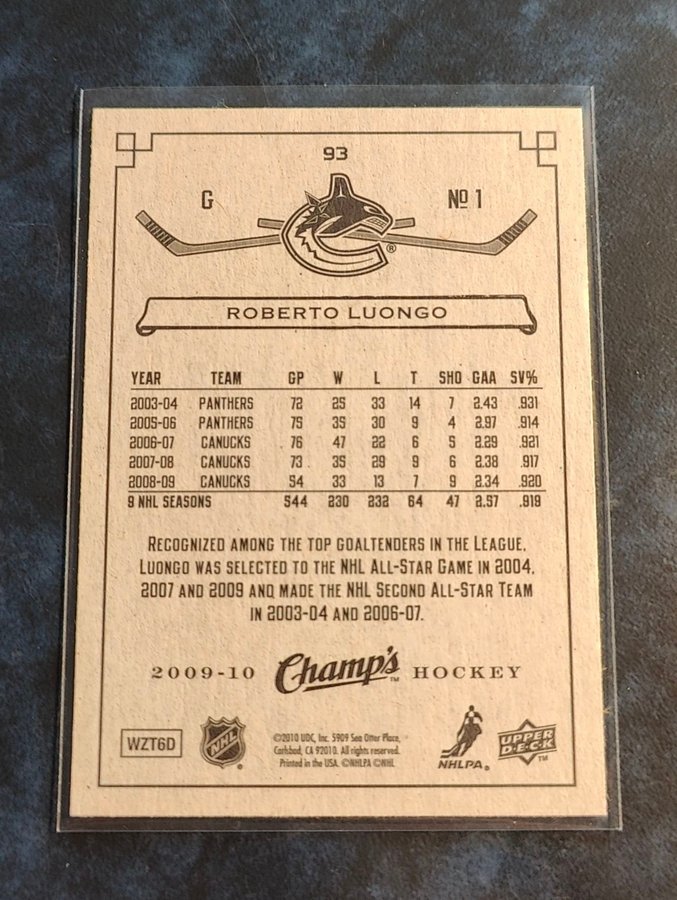 93
G
Nº 1
®
ROBERTO LUONGO
YEAR TEAM GP W L T SHO GAA SV%
2003-04 PANTHERS 72 25 33 14 7 2.43 .931
2005-06 PANTHERS 75 35 30 9 4 2.97 .914
2006-07 CANUCKS 76 47 22 6 5 2.29 .921
2007-08 CANUCKS 73 35 29 9 6 2.38 .917
2008-09 CANUCKS 54 33 13 7 9 2.34 .920
9 NHL SEASONS 544 230 232 64 47 2.57 .919
RECOGNIZED AMONG THE TOP GOALTENDERS IN THE LEAGUE,
LUONGO WAS SELECTED TO THE NHL ALL-STAR GAME IN 2004,
2007 AND 2009 AND MADE THE NHL SECOND ALL-STAR TEAM
IN 2003-04 AND 2006-07.
2009-10 Champ's™ HOCKEY
WZT6D
NHL ®
©2010 UDC, Inc. 5909 Sea Otter Place,
Carlsbad, CA 92010. All rights reserved.
Printed in the USA. ©NHLPA ©NHL
NHLPA®
UPPER
DECK ™